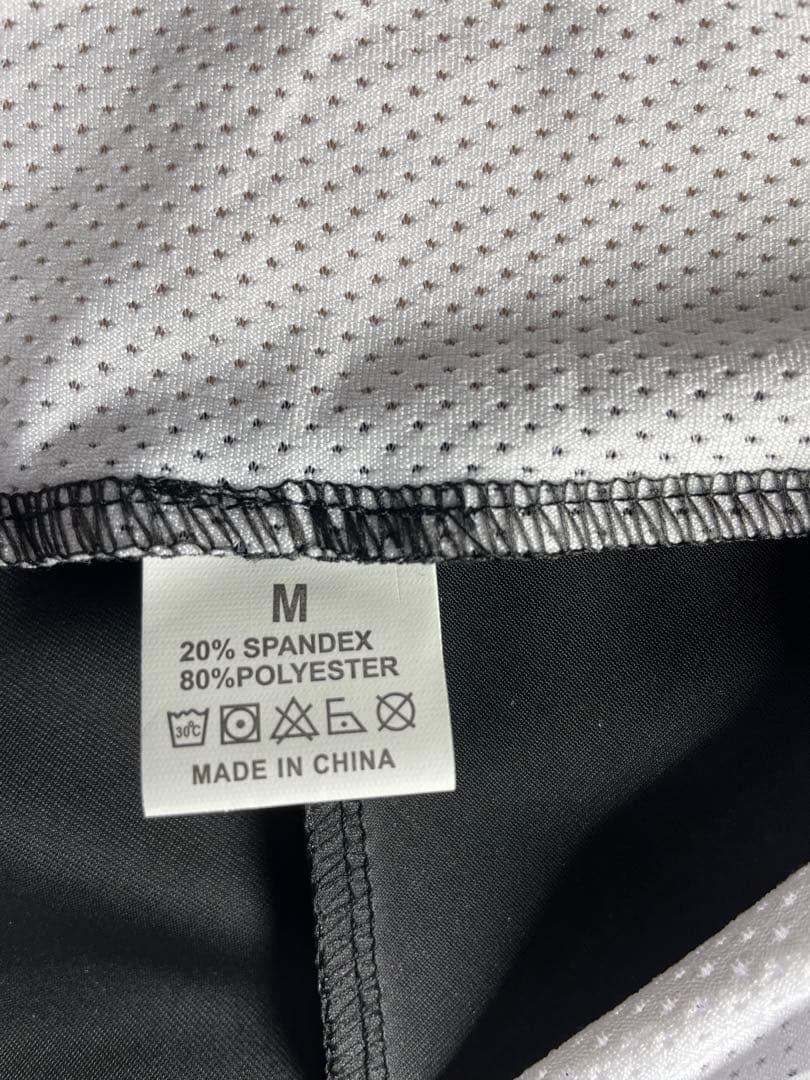 M
20% SPANDEX
80%POLYESTER
30℃
MADE IN CHINA